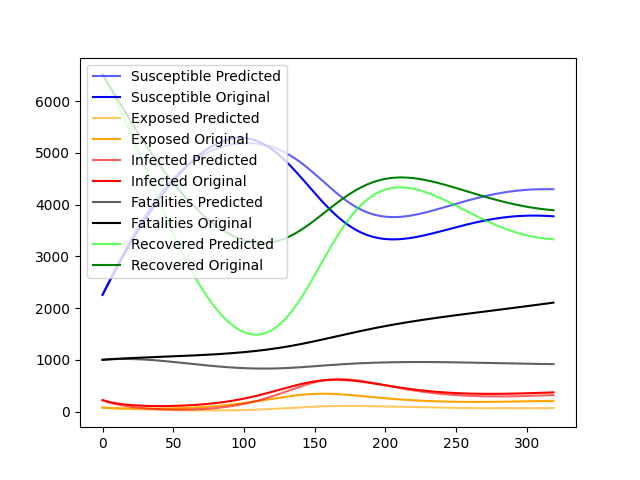 6000
5000
4000
3000
2000
1000
0
Susceptible Predicted
Susceptible Original
Exposed Predicted
Exposed Original
Infected Predicted
Infected Original
Fatalities Predicted
Fatalities Original
Recovered Predicted
Recovered Original
0 50 100 150 200 250 300